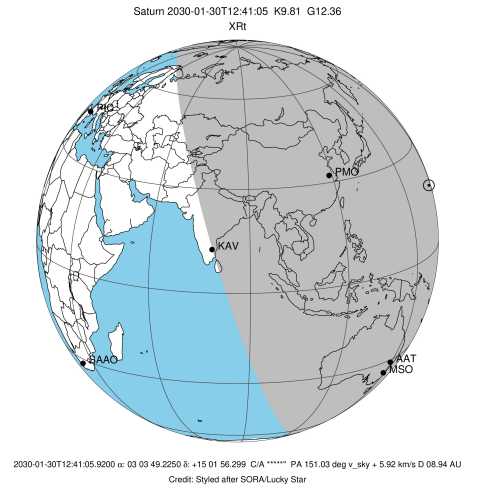 Saturn 2030-01-30T12:41:05 K9.81 G12.36
XRt
PIC
PMO
KAV
SAAO
AAT
MSO
2030-01-30T12:41:05.9200 α: 03 03 49.2250 δ: +15 01 56.299 C/A *****" PA 151.03 deg v_sky + 5.92 km/s D 08.94 AU
Credit: Styled after SORA/Lucky Star